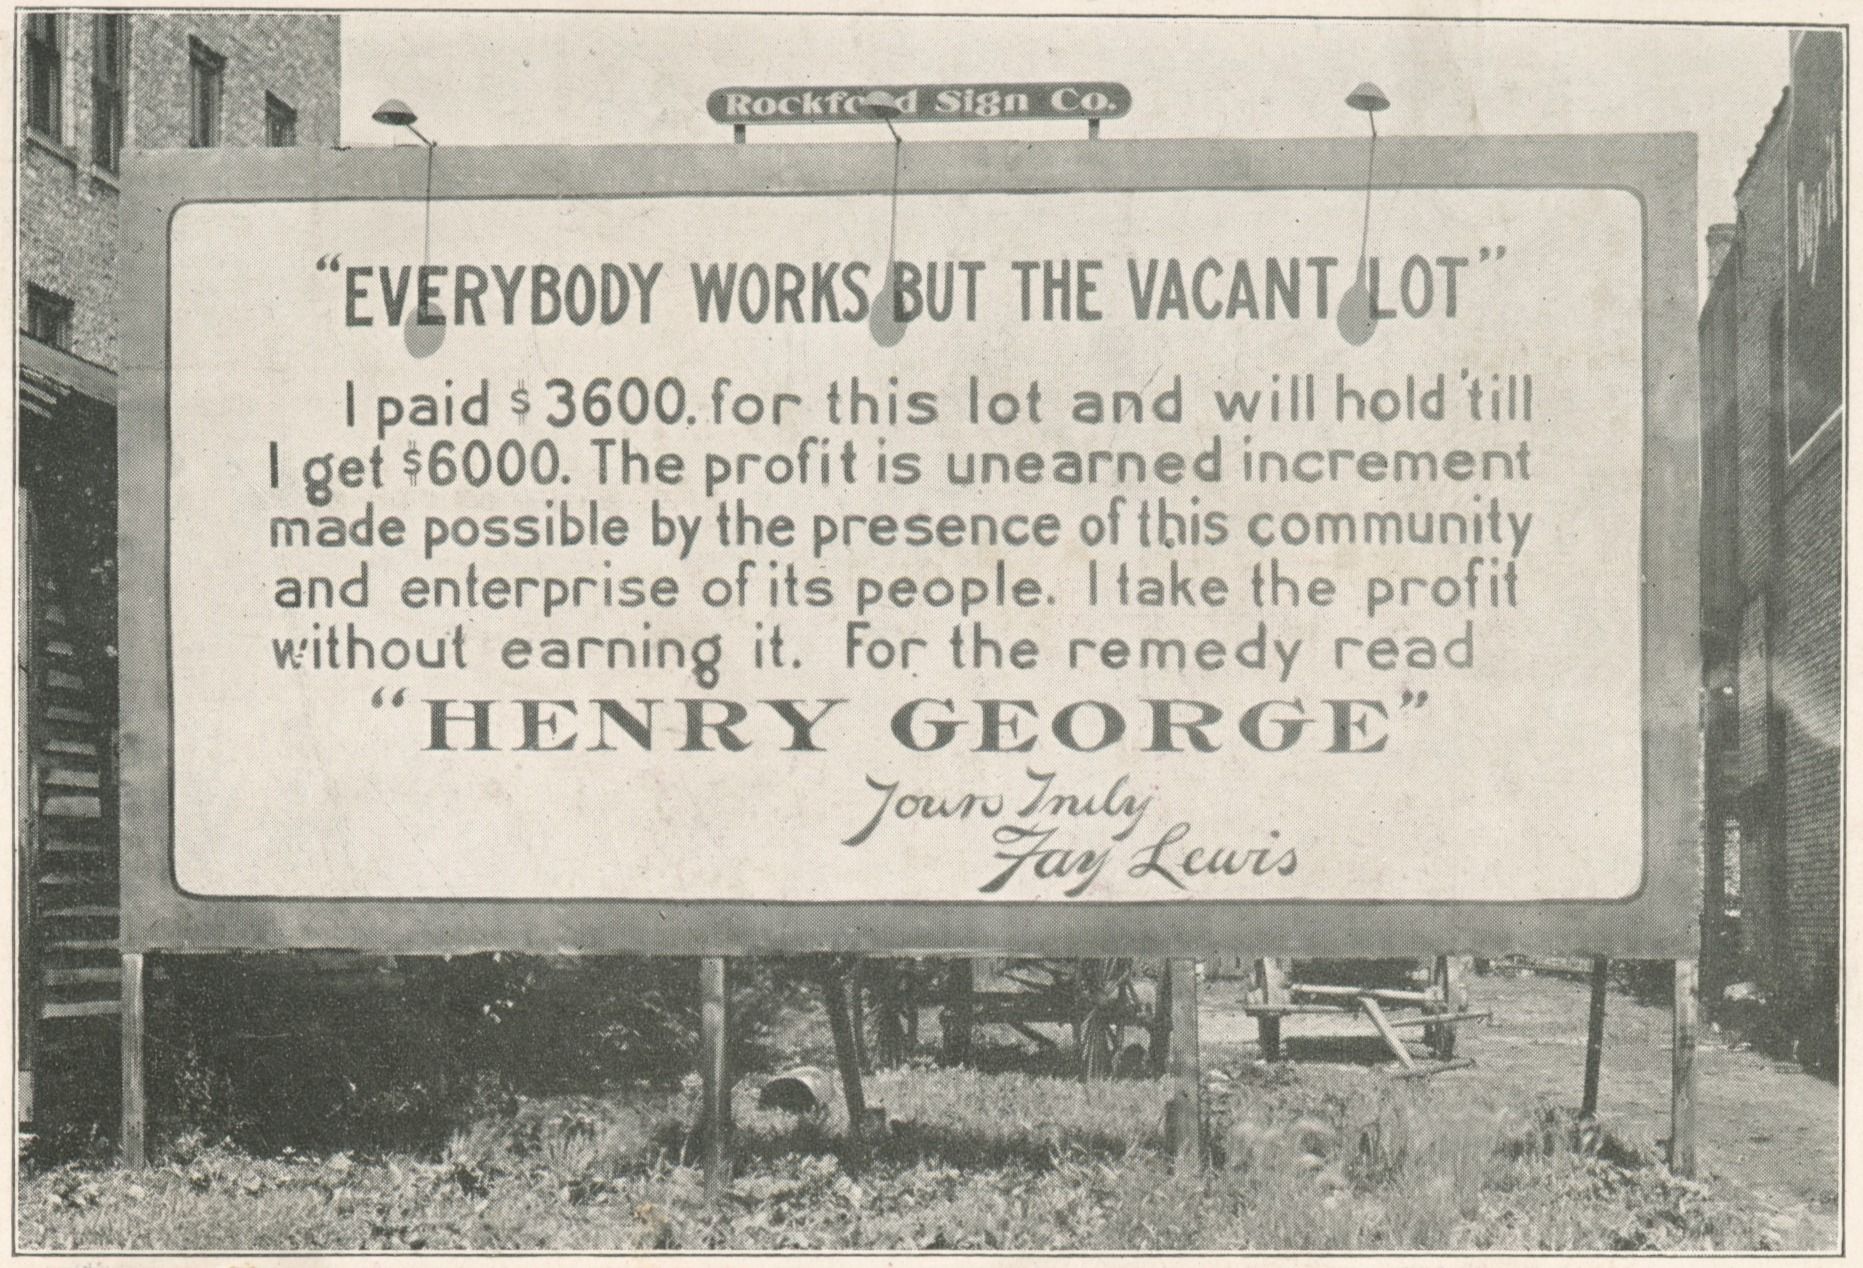 Rockford Sign Co.
"EVERYBODY WORKS BUT THE VACANT LOT"
I paid $3600. for this lot and will hold 'till
I get $6000. The profit is unearned increment
made possible by the presence of this community
and enterprise of its people. I take the profit
without earning it. For the remedy read
"HENRY GEORGE"
Yours Truly
Fay Lewis